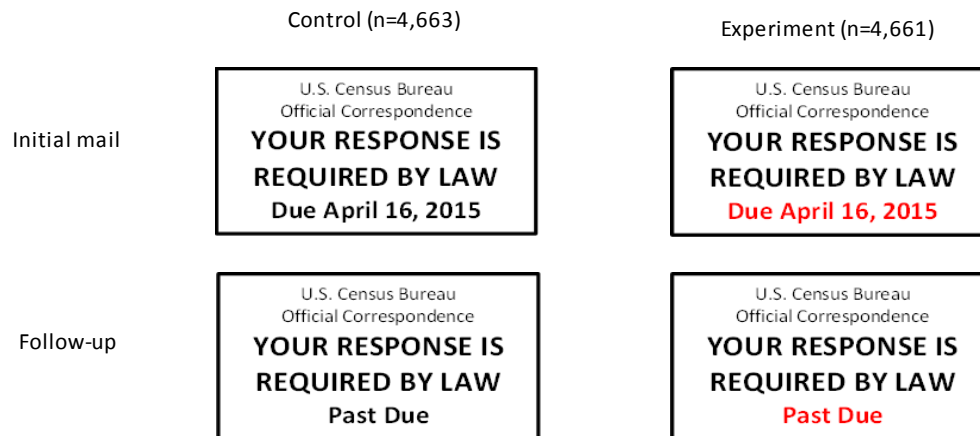 Control (n=4,663)
Experiment (n=4,661)
Initial mail
U.S. Census Bureau
Official Correspondence
YOUR RESPONSE IS
REQUIRED BY LAW
Due April 16, 2015
U.S. Census Bureau
Official Correspondence
YOUR RESPONSE IS
REQUIRED BY LAW
Due April 16, 2015
Follow-up
U.S. Census Bureau
Official Correspondence
YOUR RESPONSE IS
REQUIRED BY LAW
Past Due
U.S. Census Bureau
Official Correspondence
YOUR RESPONSE IS
REQUIRED BY LAW
Past Due